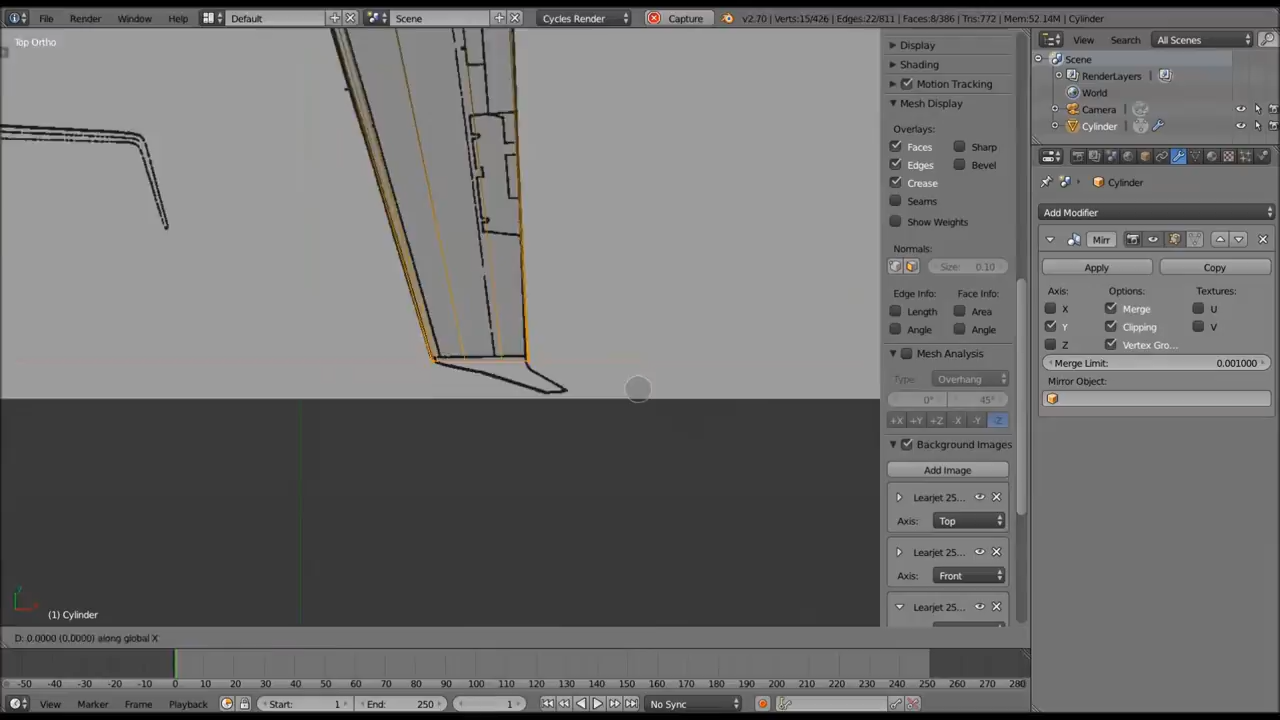 File Render Window Help Default Scene Cycles Render Capture v2.70 | Verts:15/426 | Edges:22/811 | Faces:8/386 | Tris:772 | Mem:52.14M | Cylinder
Top Ortho
(1) Cylinder
D: 0.0000 (0.0000) along global X
Display
Shading
Motion Tracking
Mesh Display
Overlays:
Faces Sharp
Edges Bevel
Crease
Seams
Show Weights
Normals:
Size: 0.10
Edge Info: Face Info:
Length Area
Angle Angle
Mesh Analysis
Type: Overhang
0° 45°
+X +Y +Z -X -Y -Z
Background Images
Add Image
Learjet 25...
Axis: Top
Learjet 25...
Axis: Front
Learjet 25...
View Search All Scenes
Scene
RenderLayers
World
Camera
Cylinder
Cylinder
Add Modifier
Mirr
Apply Copy
Axis: Options: Textures:
X Merge U
Y Clipping V
Z Vertex Gro...
Merge Limit: 0.001000
Mirror Object:
-50 -40 -30 -20 -10 0 10 20 30 40 50 60 70 80 90 100 110 120 130 140 150 160 170 180 190 200 210 220 230 240 250 260 270 280
View Marker Frame Playback Start: 1 End: 250 1 No Sync